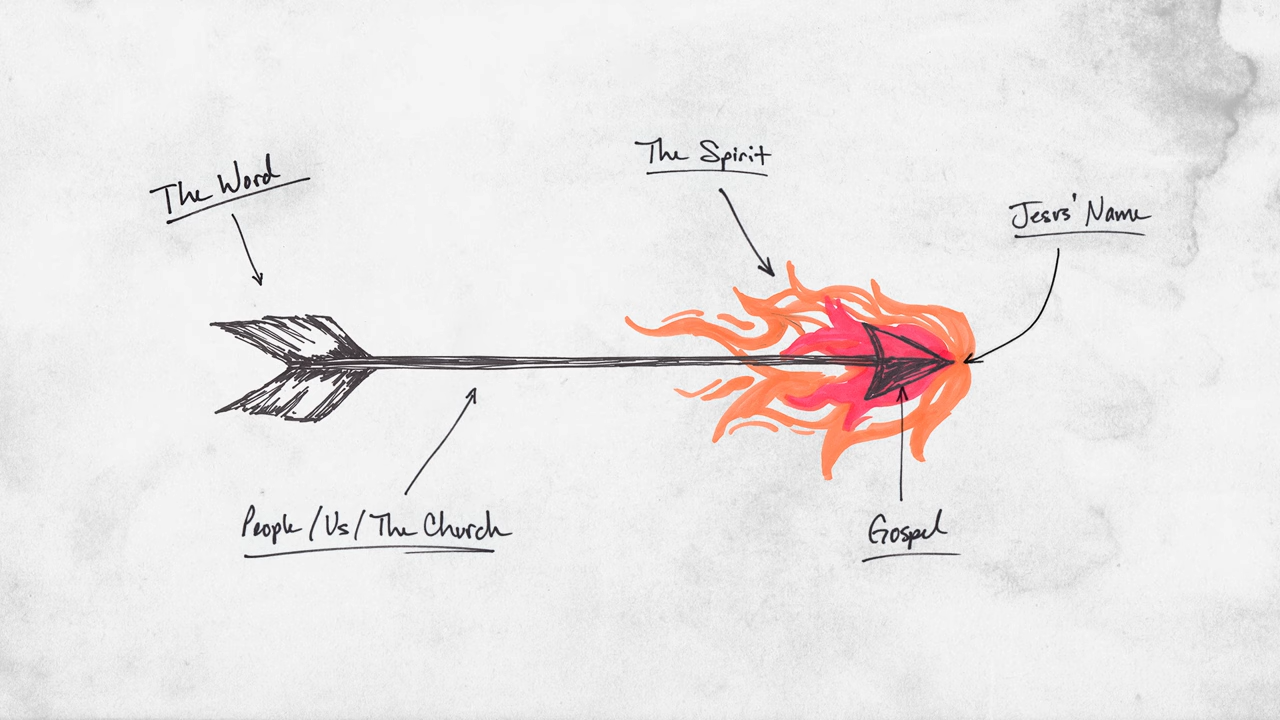 The Word
The Spirit
Jesus' Name
People / Us / The Church
Gospel